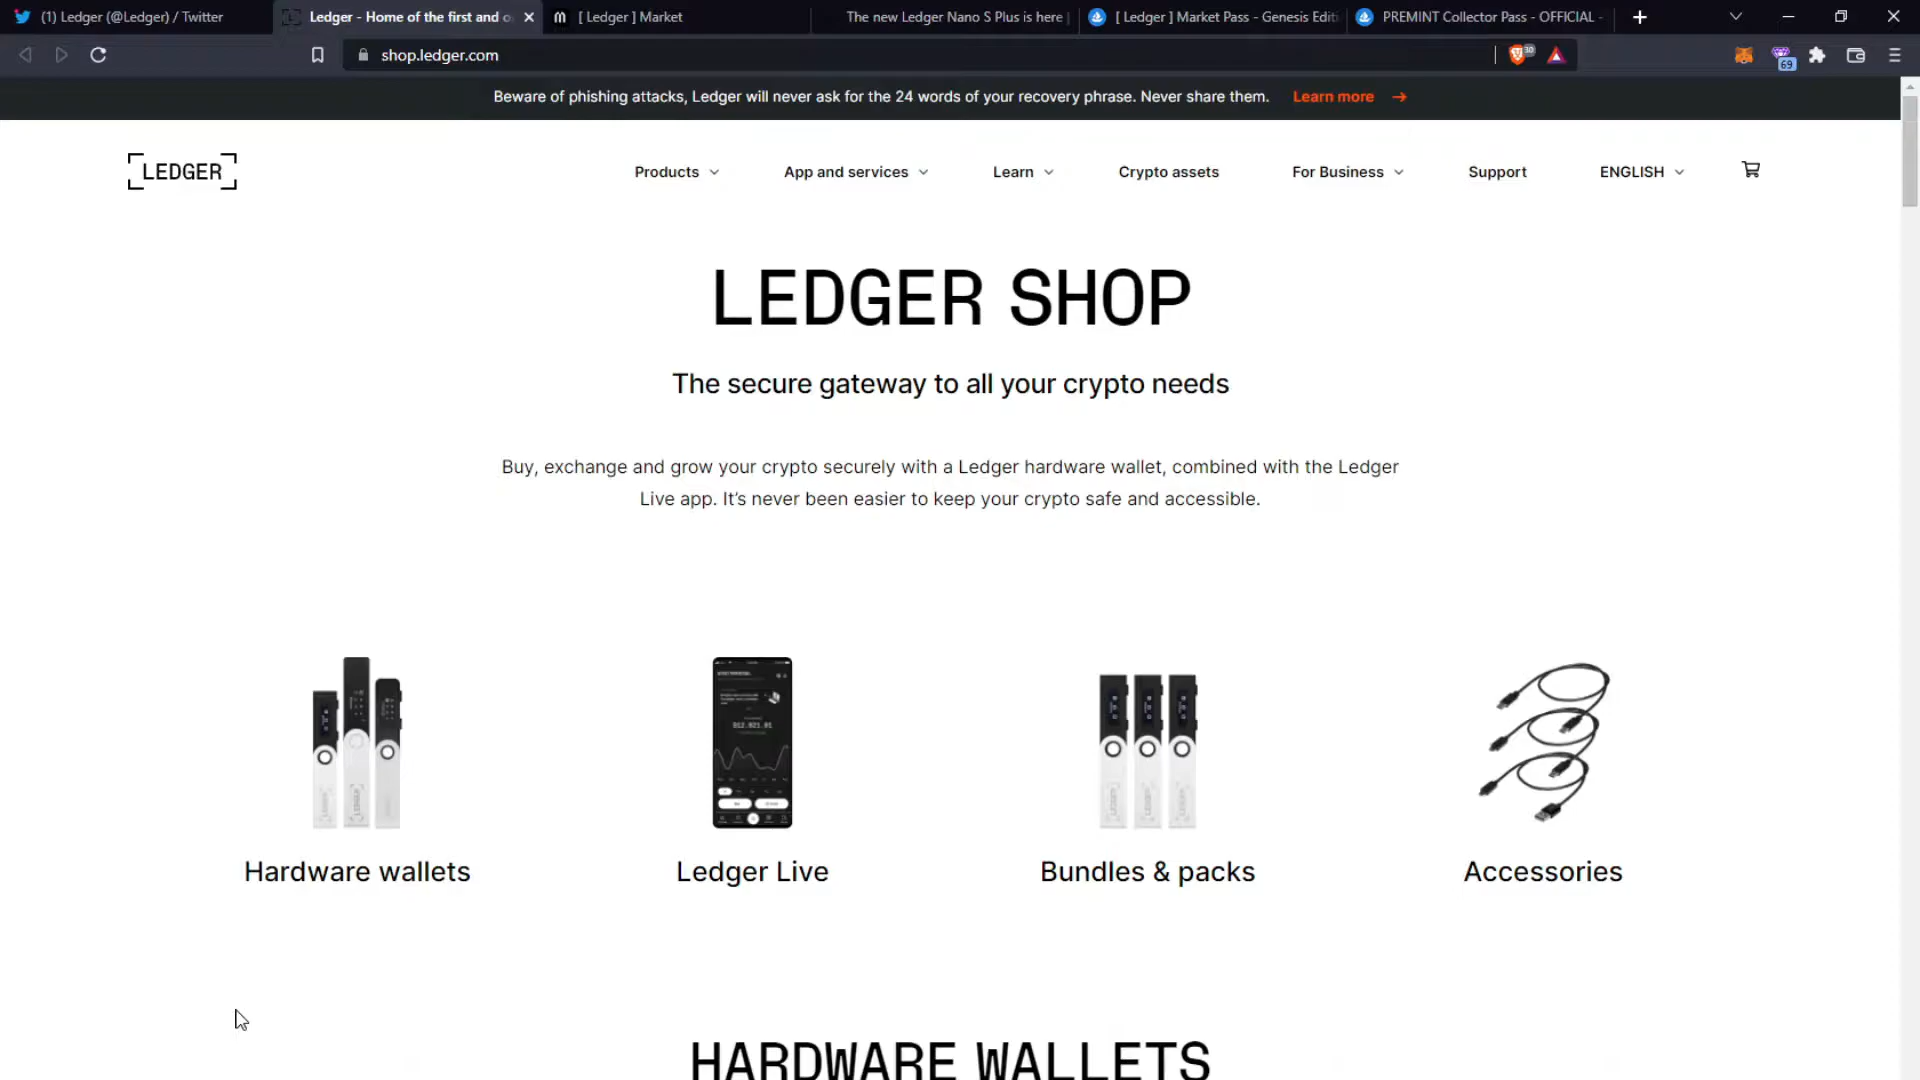 (1) Ledger (@Ledger) / Twitter
Ledger - Home of the first and o
[ Ledger ] Market
The new Ledger Nano S Plus is here |
[ Ledger ] Market Pass - Genesis Editi
PREMINT Collector Pass - OFFICIAL -
shop.ledger.com
30
69
Beware of phishing attacks, Ledger will never ask for the 24 words of your recovery phrase. Never share them. Learn more →
LEDGER
Products
App and services
Learn
Crypto assets
For Business
Support
ENGLISH
LEDGER SHOP
The secure gateway to all your crypto needs
Buy, exchange and grow your crypto securely with a Ledger hardware wallet, combined with the Ledger
Live app. It’s never been easier to keep your crypto safe and accessible.
Hardware wallets
Ledger Live
Bundles & packs
Accessories
HARDWARE WALLETS